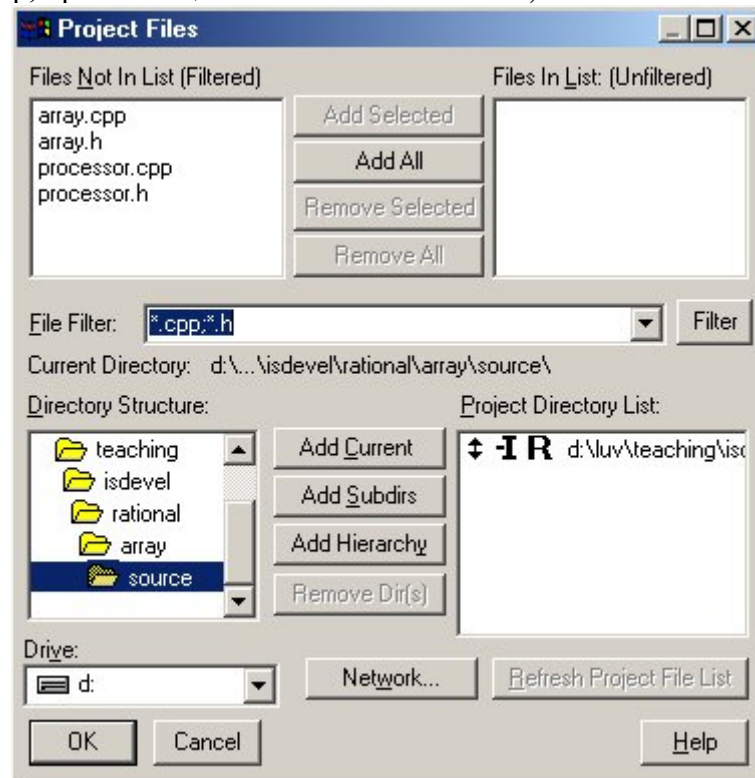 Project Files
Files Not In List (Filtered)
Files In List: (Unfiltered)
array.cpp
array.h
processor.cpp
processor.h
Add Selected
Add All
Remove Selected
Remove All
File Filter:
*.cpp;*.h
Filter
Current Directory: d:\...\isdevel\rational\array\source\
Directory Structure:
Project Directory List:
teaching
isdevel
rational
array
source
Add Current
Add Subdirs
Add Hierarchy
Remove Dir(s)
-I R d:\luv\teaching\isd
Drive:
d:
Network...
Refresh Project File List
OK
Cancel
Help